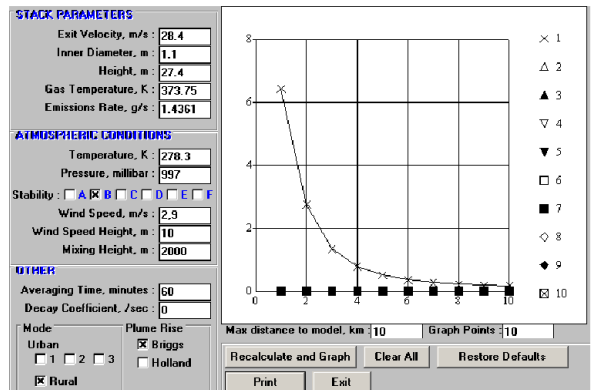 STACK PARAMETERS
Exit Velocity, m/s : 28.4
Inner Diameter, m : 1.1
Height, m : 27.4
Gas Temperature, K : 373.75
Emissions Rate, g/s : 1.4361
ATMOSPHERIC CONDITIONS
Temperature, K : 278.3
Pressure, millibar : 997
Stability : A B C D E F
Wind Speed, m/s : 2,9
Wind Speed Height, m : 10
Mixing Height, m : 2000
OTHER
Averaging Time, minutes : 60
Decay Coefficient, /sec : 0
Mode
Urban
1 2 3
Rural
Plume Rise
Briggs
Holland
8
6
4
2
0
0 2 4 6 8 10
1
2
3
4
5
6
7
8
9
10
Max distance to model, km : 10 Graph Points : 10
Recalculate and Graph Clear All Restore Defaults
Print Exit